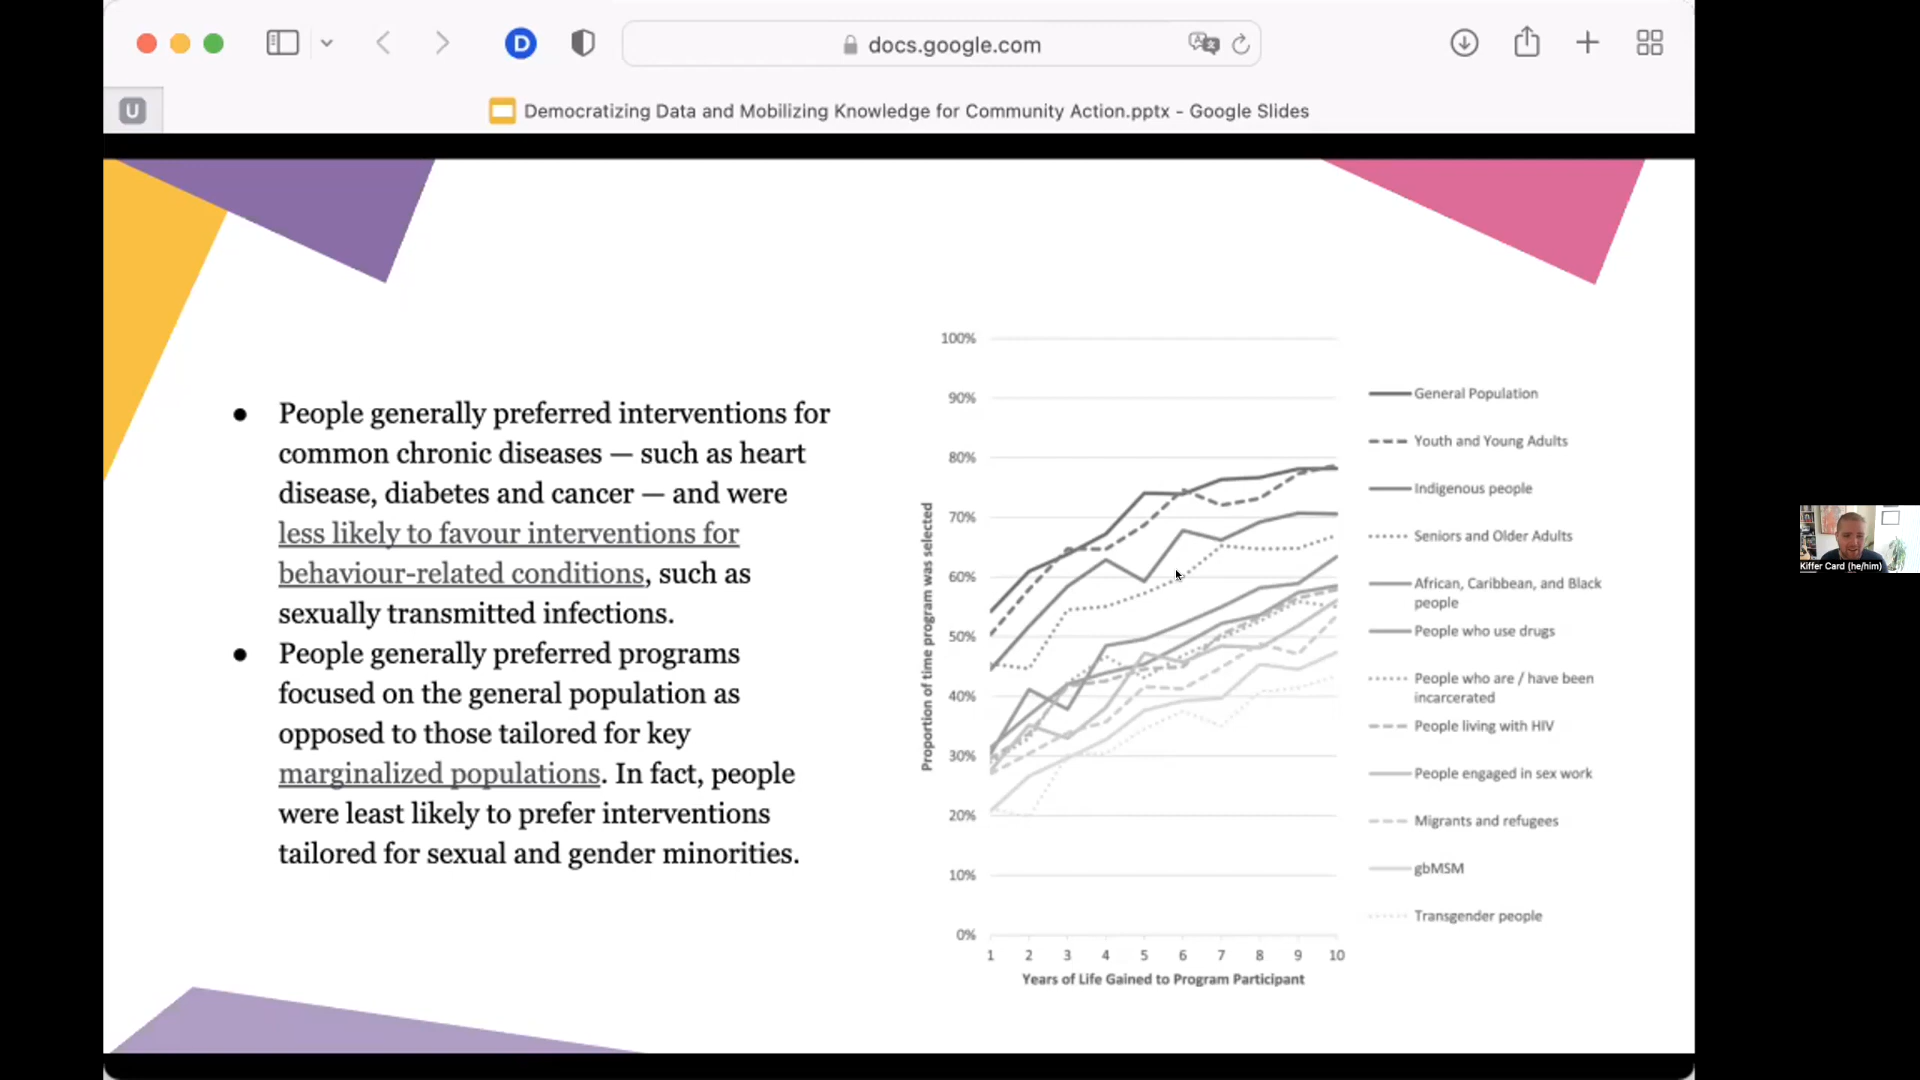 D
docs.google.com
U
Democratizing Data and Mobilizing Knowledge for Community Action.pptx - Google Slides
● People generally preferred interventions for
common chronic diseases — such as heart
disease, diabetes and cancer — and were
less likely to favour interventions for
behaviour-related conditions, such as
sexually transmitted infections.
● People generally preferred programs
focused on the general population as
opposed to those tailored for key
marginalized populations. In fact, people
were least likely to prefer interventions
tailored for sexual and gender minorities.
Proportion of time program was selected
100%
90%
80%
70%
60%
50%
40%
30%
20%
10%
0%
1 2 3 4 5 6 7 8 9 10
Years of Life Gained to Program Participant
General Population
Youth and Young Adults
Indigenous people
Seniors and Older Adults
African, Caribbean, and Black
people
People who use drugs
People who are / have been
incarcerated
People living with HIV
People engaged in sex work
Migrants and refugees
gbMSM
Transgender people
Kiffer Card (he/him)